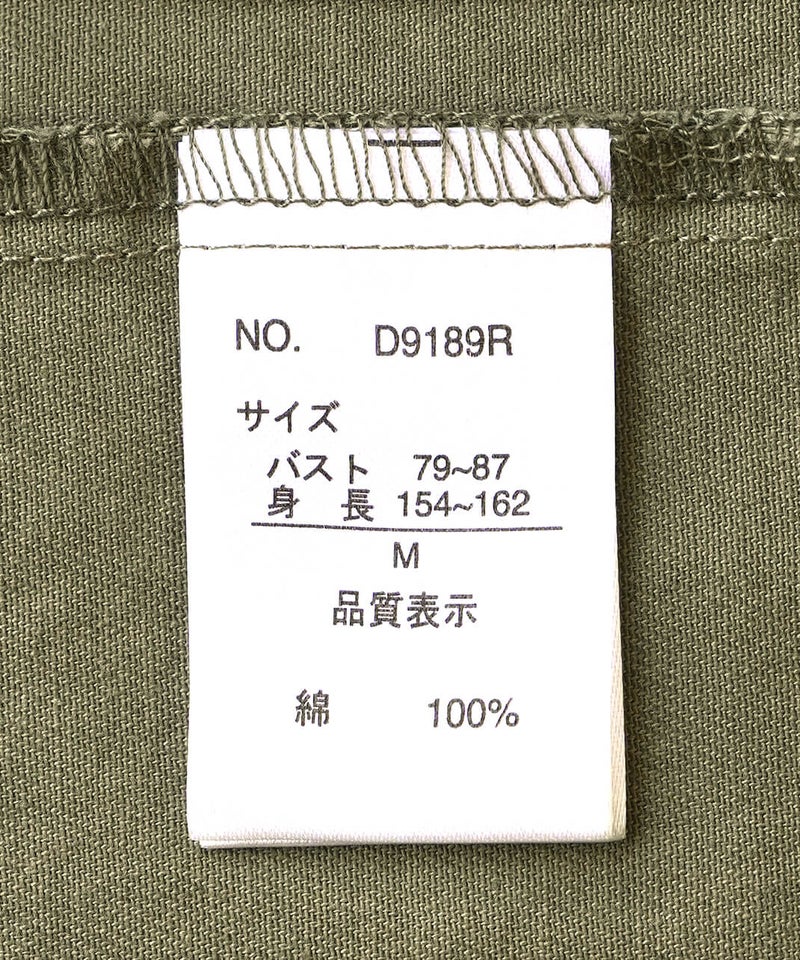 NO. D9189R
サイズ
バスト 79~87
身 長 154~162
M
品質表示
綿 100%